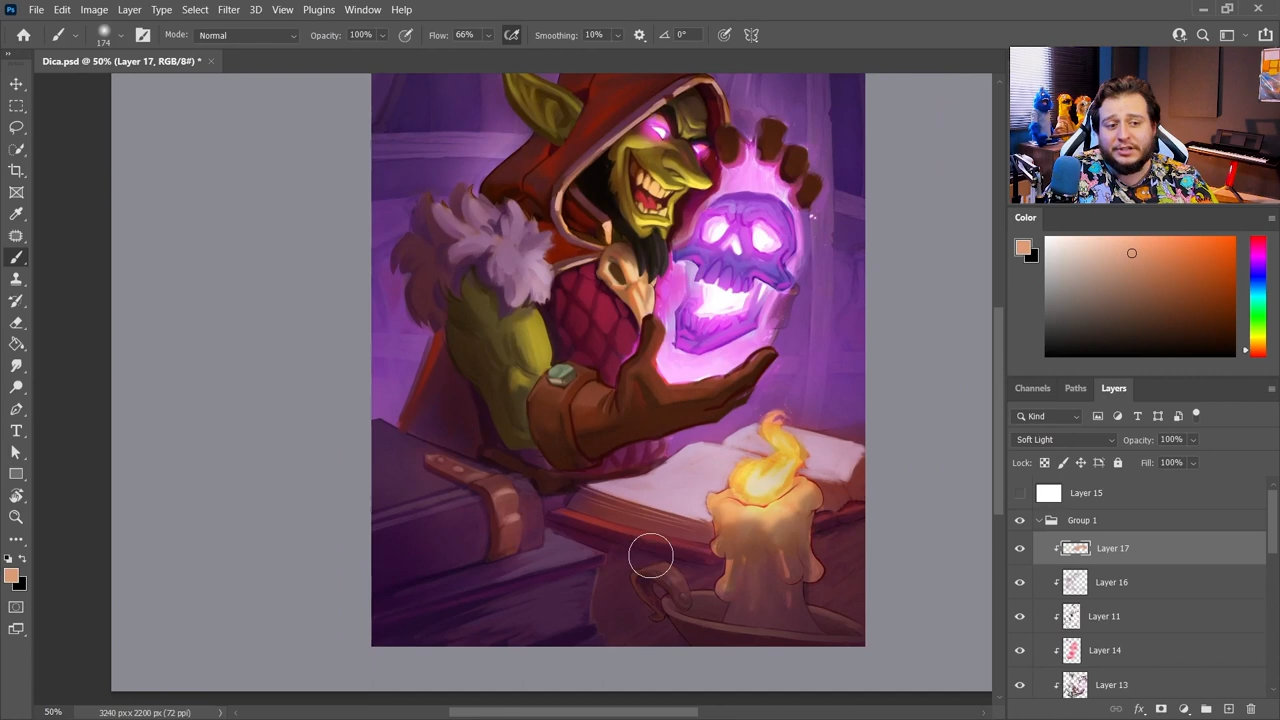 Ps File Edit Image Layer Type Select Filter 3D View Plugins Window Help
174 Mode: Normal Opacity: 100% Flow: 66% Smoothing: 10% 0°
Dica.psd @ 50% (Layer 17, RGB/8#) *
Color
Channels Paths Layers
Kind
Soft Light Opacity: 100%
Lock: Fill: 100%
Layer 15
Group 1
Layer 17
Layer 16
Layer 11
Layer 14
Layer 13
50% 3240 px x 2200 px (72 ppi)